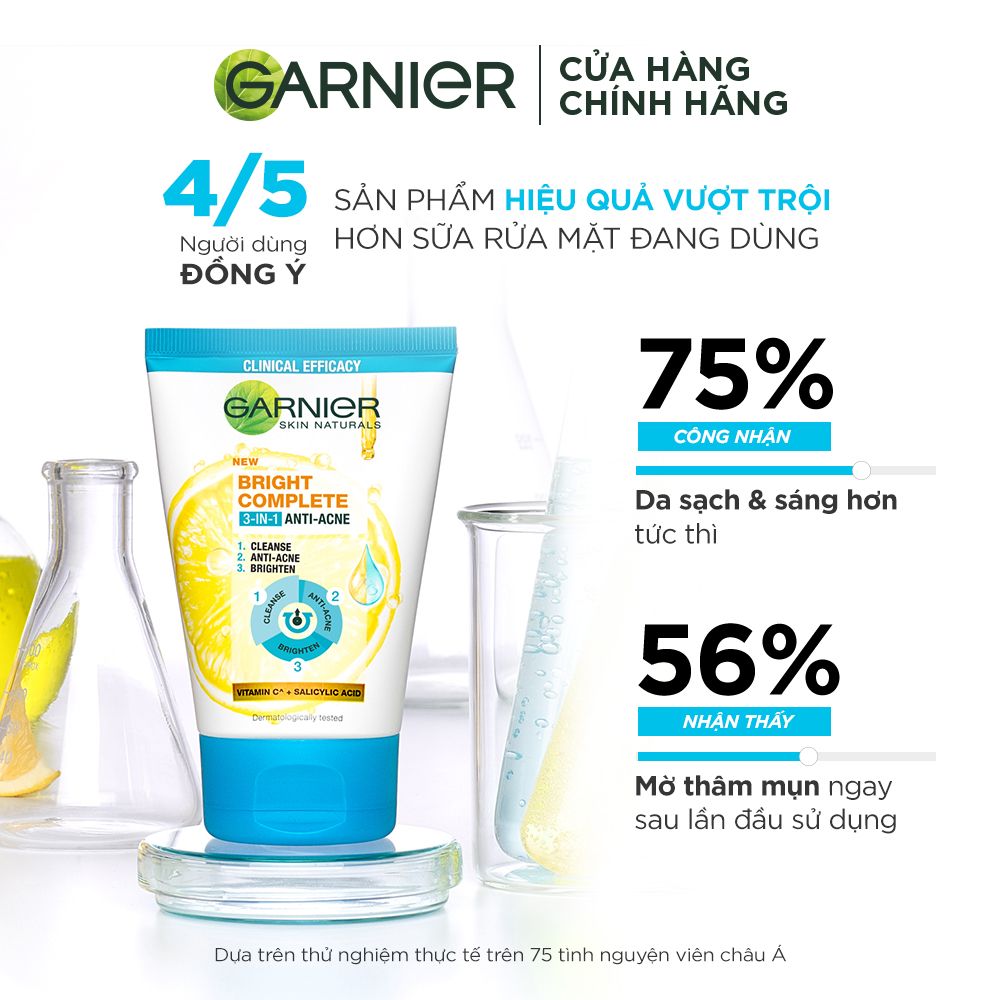 GARNIER
CỬA HÀNG
CHÍNH HÃNG
4/5
Người dùng
ĐỒNG Ý
SẢN PHẨM HIỆU QUẢ VƯỢT TRỘI
HƠN SỮA RỬA MẶT ĐANG DÙNG
CLINICAL EFFICACY
GARNIER
SKIN NATURALS
NEW
BRIGHT
COMPLETE
3-IN-1 ANTI-ACNE
1. CLEANSE
2. ANTI-ACNE
3. BRIGHTEN
1
2
CLEANSE
ANTI-ACNE
BRIGHTEN
3
VITAMIN C^ + SALICYLIC ACID
Dermatologically tested
75%
CÔNG NHẬN
Da sạch & sáng hơn
tức thì
56%
NHẬN THẤY
Mờ thâm mụn ngay
sau lần đầu sử dụng
Dựa trên thử nghiệm thực tế trên 75 tình nguyện viên châu Á